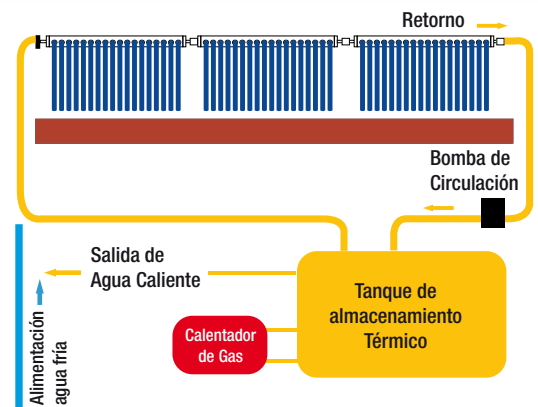 Retorno
Bomba de
Circulación
Salida de
Agua Caliente
Tanque de
almacenamiento
Térmico
Calentador
de Gas
Alimentación
agua fría